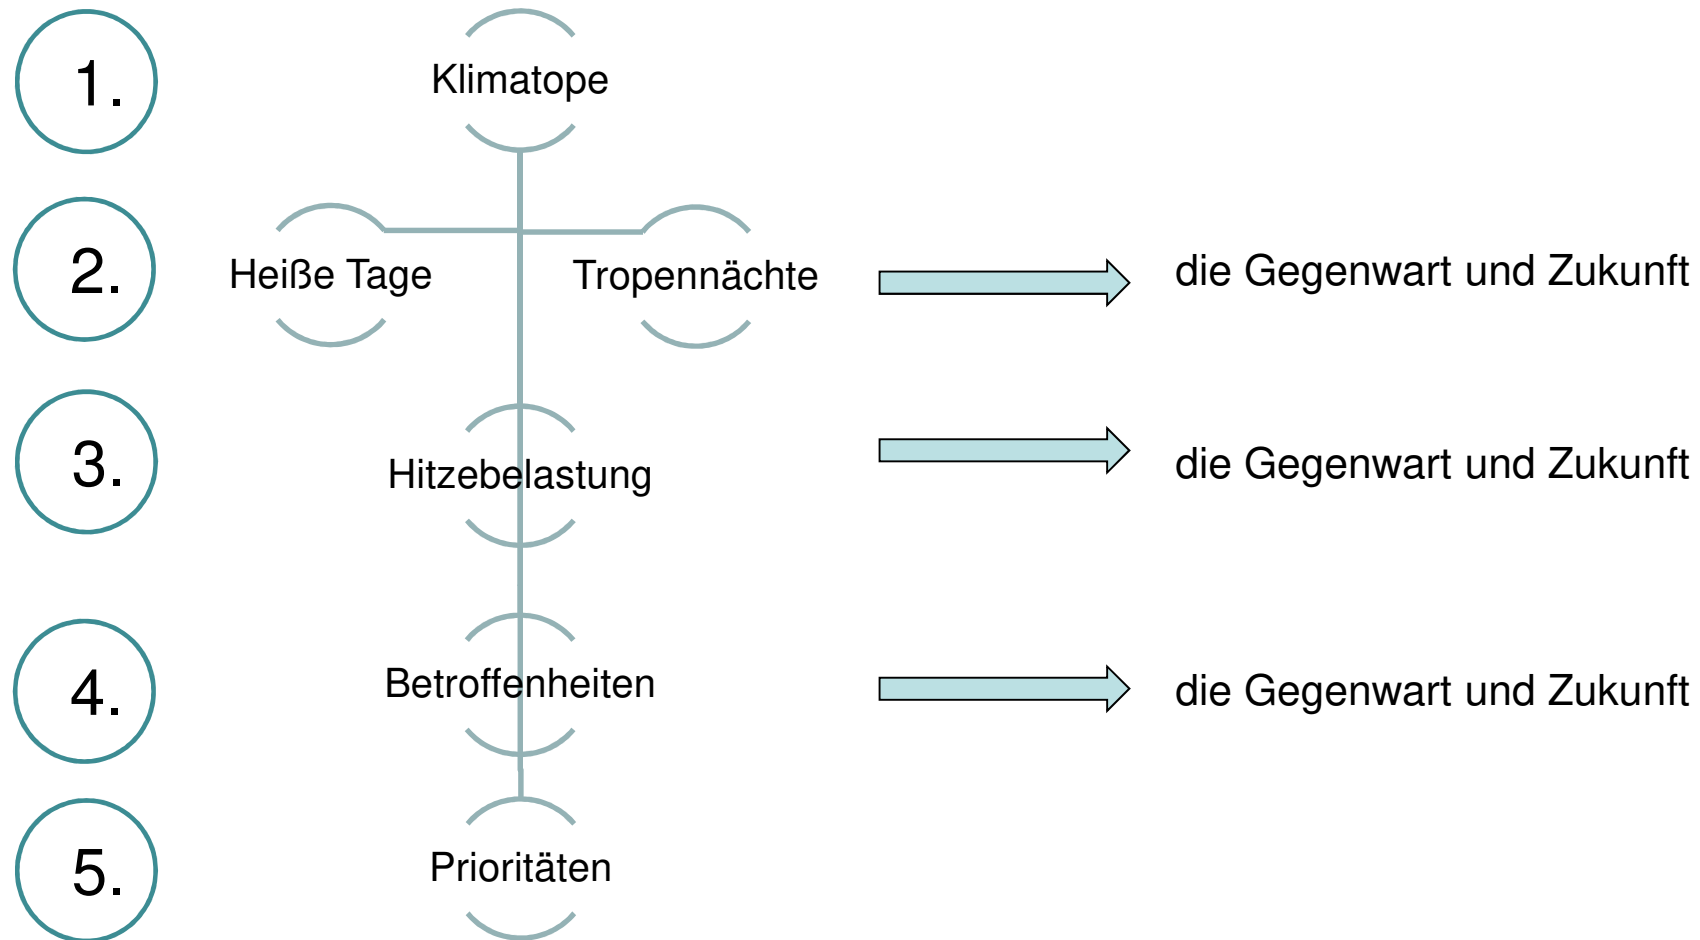 1.
Klimatope
2.
Heiße Tage
Tropennächte
die Gegenwart und Zukunft
3.
Hitzebelastung
die Gegenwart und Zukunft
4.
Betroffenheiten
die Gegenwart und Zukunft
5.
Prioritäten